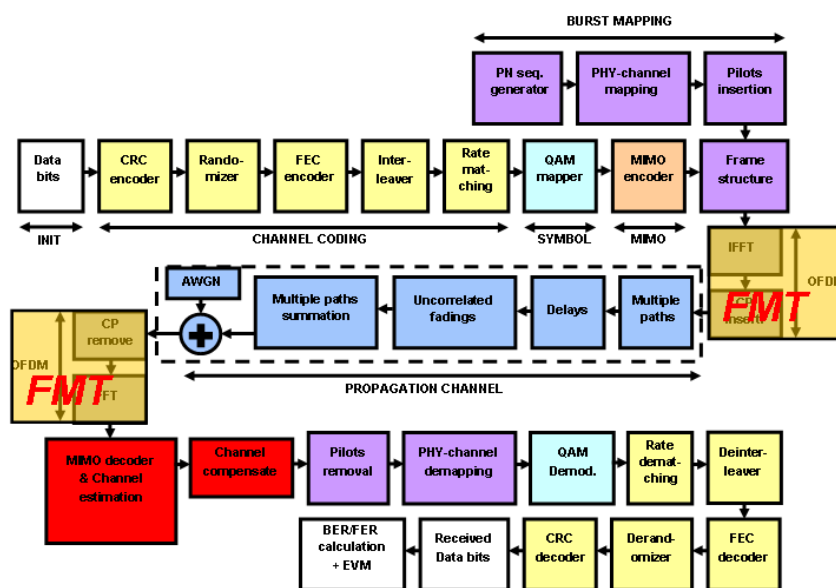 BURST MAPPING
PN seq.
generator
PHY-channel
mapping
Pilots
insertion
Data
bits
CRC
encoder
Rando-
mizer
FEC
encoder
Inter-
leaver
Rate
mat-
ching
QAM
mapper
MIMO
encoder
Frame
structure
INIT
CHANNEL CODING
SYMBOL
MIMO
IFFT
OFDM
CP
insert.
FMT
AWGN
Multiple paths
summation
Uncorrelated
fadings
Delays
Multiple
paths
PROPAGATION CHANNEL
CP
remove
OFDM
FFT
FMT
MIMO decoder
& Channel
estimation
Channel
compensate
Pilots
removal
PHY-channel
demapping
QAM
Demod.
Rate
demat-
ching
Deinter-
leaver
BER/FER
calculation
+ EVM
Received
Data bits
CRC
decoder
Derand-
omizer
FEC
decoder